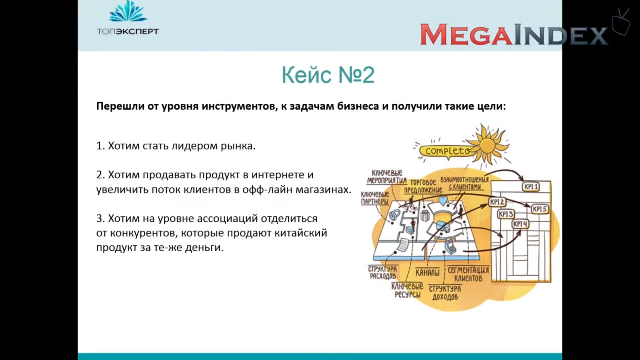 ТОПЭКСПЕРТ
MEGAINDEX
Кейс №2
Перешли от уровня инструментов, к задачам бизнеса и получили такие цели:
1. Хотим стать лидером рынка.
2. Хотим продавать продукт в интернете и
увеличить поток клиентов в офф-лайн магазинах.
3. Хотим на уровне ассоциаций отделиться
от конкурентов, которые продают китайский
продукт за те-же деньги.
completo
КЛЮЧЕВЫЕ
МЕРОПРИЯТИЯ
ТОРГОВОЕ
ПРЕДЛОЖЕНИЕ
ВЗАИМООТНОШЕНИЯ
С КЛИЕНТАМИ
КЛЮЧЕВЫЕ
ПАРТНЕРЫ
KPI 1
KPI 2
KPI 3
KPI 5
KPI 4
СТРУКТУРА
РАСХОДОВ
КАНАЛЫ
СЕГМЕНТАЦИЯ
КЛИЕНТОВ
КЛЮЧЕВЫЕ
РЕСУРСЫ
СТРУКТУРА
ДОХОДОВ